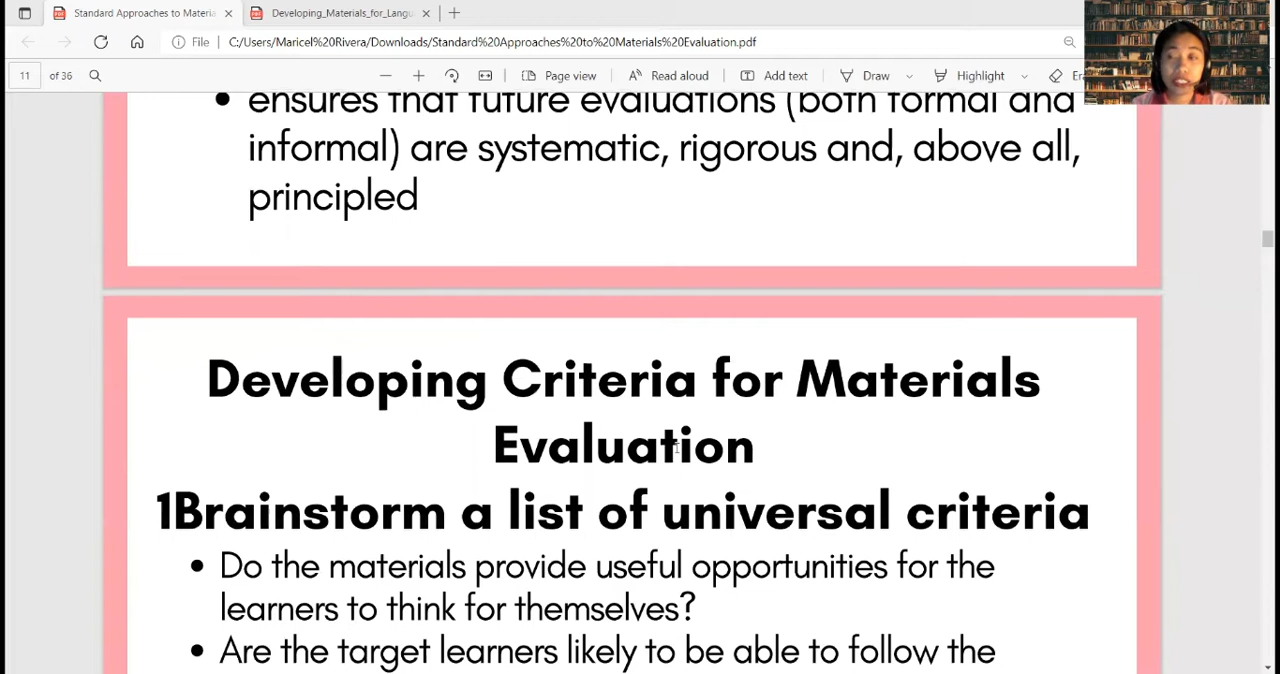 Standard Approaches to Materia
Developing_Materials_for_Langu
File
C:/Users/Maricel%20Rivera/Downloads/Standard%20Approaches%20to%20Materials%20Evaluation.pdf
11 of 36
Page view
Read aloud
Add text
Draw
Highlight
Era
ensures that future evaluations (both formal and
informal) are systematic, rigorous and, above all,
principled
Developing Criteria for Materials
Evaluation
1Brainstorm a list of universal criteria
• Do the materials provide useful opportunities for the
learners to think for themselves?
• Are the target learners likely to be able to follow the